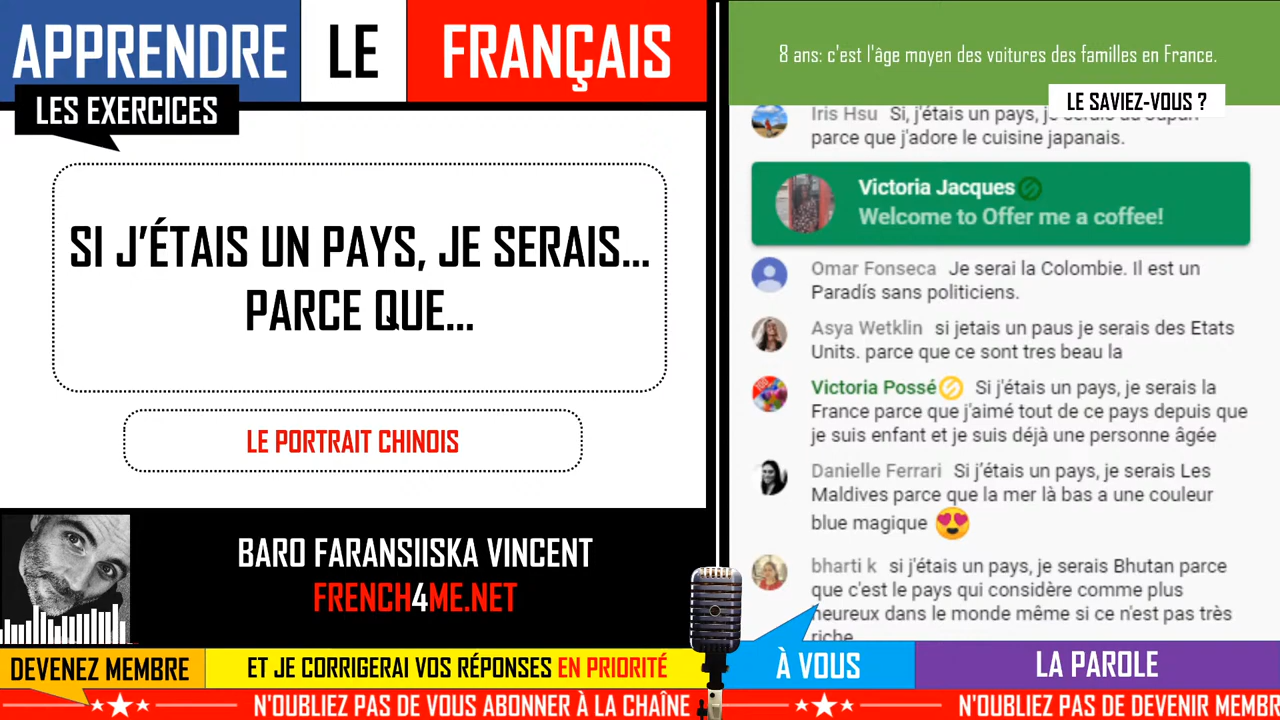 APPRENDRE LE FRANÇAIS
LES EXERCICES
SI J'ÉTAIS UN PAYS, JE SERAIS...
PARCE QUE...
LE PORTRAIT CHINOIS
BARO FARANSIISKA VINCENT
FRENCH4ME.NET
DEVENEZ MEMBRE
ET JE CORRIGERAI VOS RÉPONSES EN PRIORITÉ
8 ans: c'est l'âge moyen des voitures des familles en France.
LE SAVIEZ-VOUS ?
Iris Hsu Si, j'étais un pays, je serais au Japan
parce que j'adore le cuisine japanais.
Victoria Jacques
Welcome to Offer me a coffee!
Omar Fonseca Je serai la Colombie. Il est un
Paradís sans politiciens.
Asya Wetklin si jetais un paus je serais des Etats
Units. parce que ce sont tres beau la
Victoria Possé Si j'étais un pays, je serais la
France parce que j'aimé tout de ce pays depuis que
je suis enfant et je suis déjà une personne âgée
Danielle Ferrari Si j'étais un pays, je serais Les
Maldives parce que la mer là bas a une couleur
blue magique
bharti k si j'étais un pays, je serais Bhutan parce
que c'est le pays qui considère comme plus
heureux dans le monde même si ce n'est pas très
riche
À VOUS
LA PAROLE
N'OUBLIEZ PAS DE VOUS ABONNER À LA CHAÎNE
N'OUBLIEZ PAS DE DEVENIR MEMBR
100